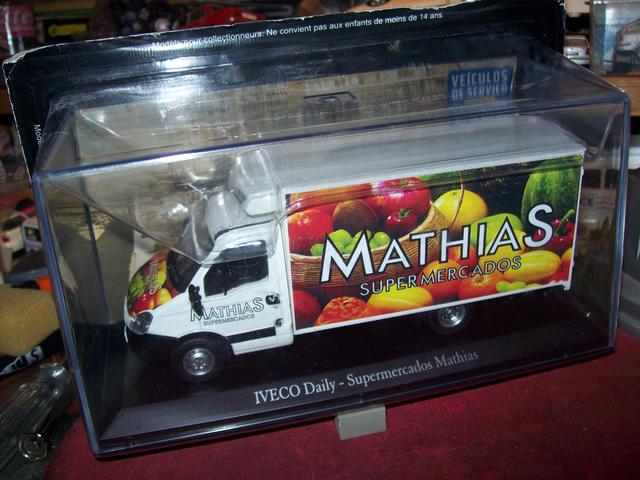 Modèle pour collectionneurs. Ne convient pas aux enfants de moins de 14 ans
VEÍCULOS
DE SERVIÇO
MATHIAS
SUPERMERCADOS
MATHIAS
SUPERMERCADOS
IVECO Daily - Supermercados Mathias